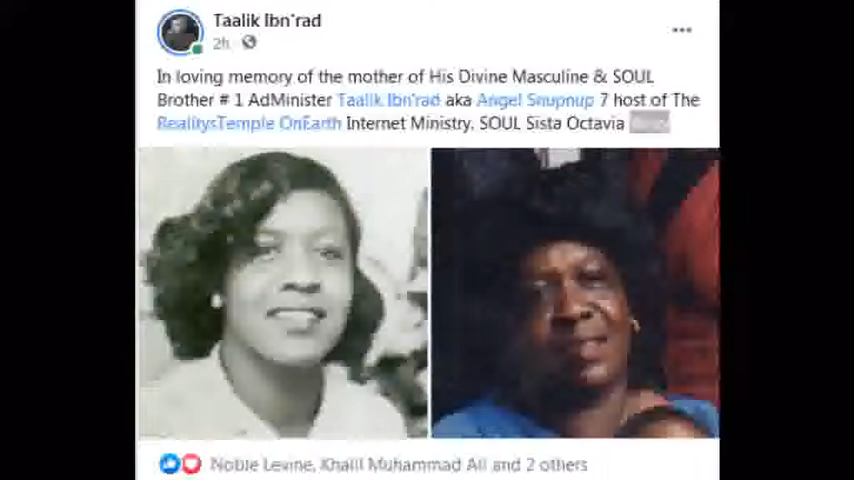 Taalik Ibn'rad
2h
In loving memory of the mother of His Divine Masculine & SOUL
Brother # 1 AdMinister Taalik Ibn'rad aka Angel Snupnup 7 host of The
RealitysTemple OnEarth Internet Ministry, SOUL Sista Octavia
Noble Levine, Khalil Muhammad Ali and 2 others